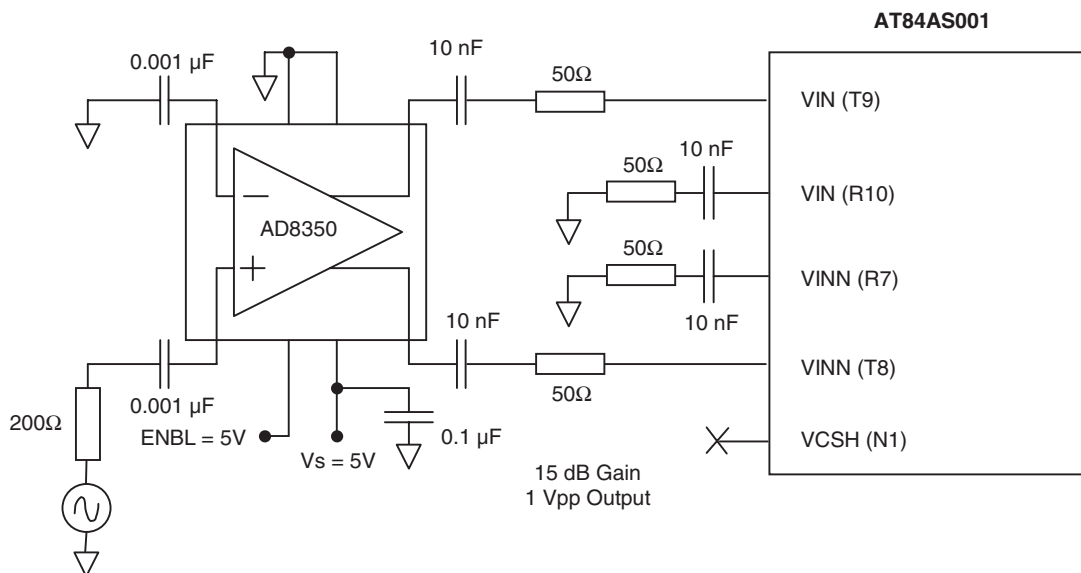 AT84AS001
0.001 µF
10 nF
50Ω
VIN (T9)
10 nF
50Ω
VIN (R10)
AD8350
50Ω
VINN (R7)
10 nF
10 nF
VINN (T8)
50Ω
0.001 µF
200Ω
ENBL = 5V
0.1 µF
VCSH (N1)
Vs = 5V
15 dB Gain
1 Vpp Output